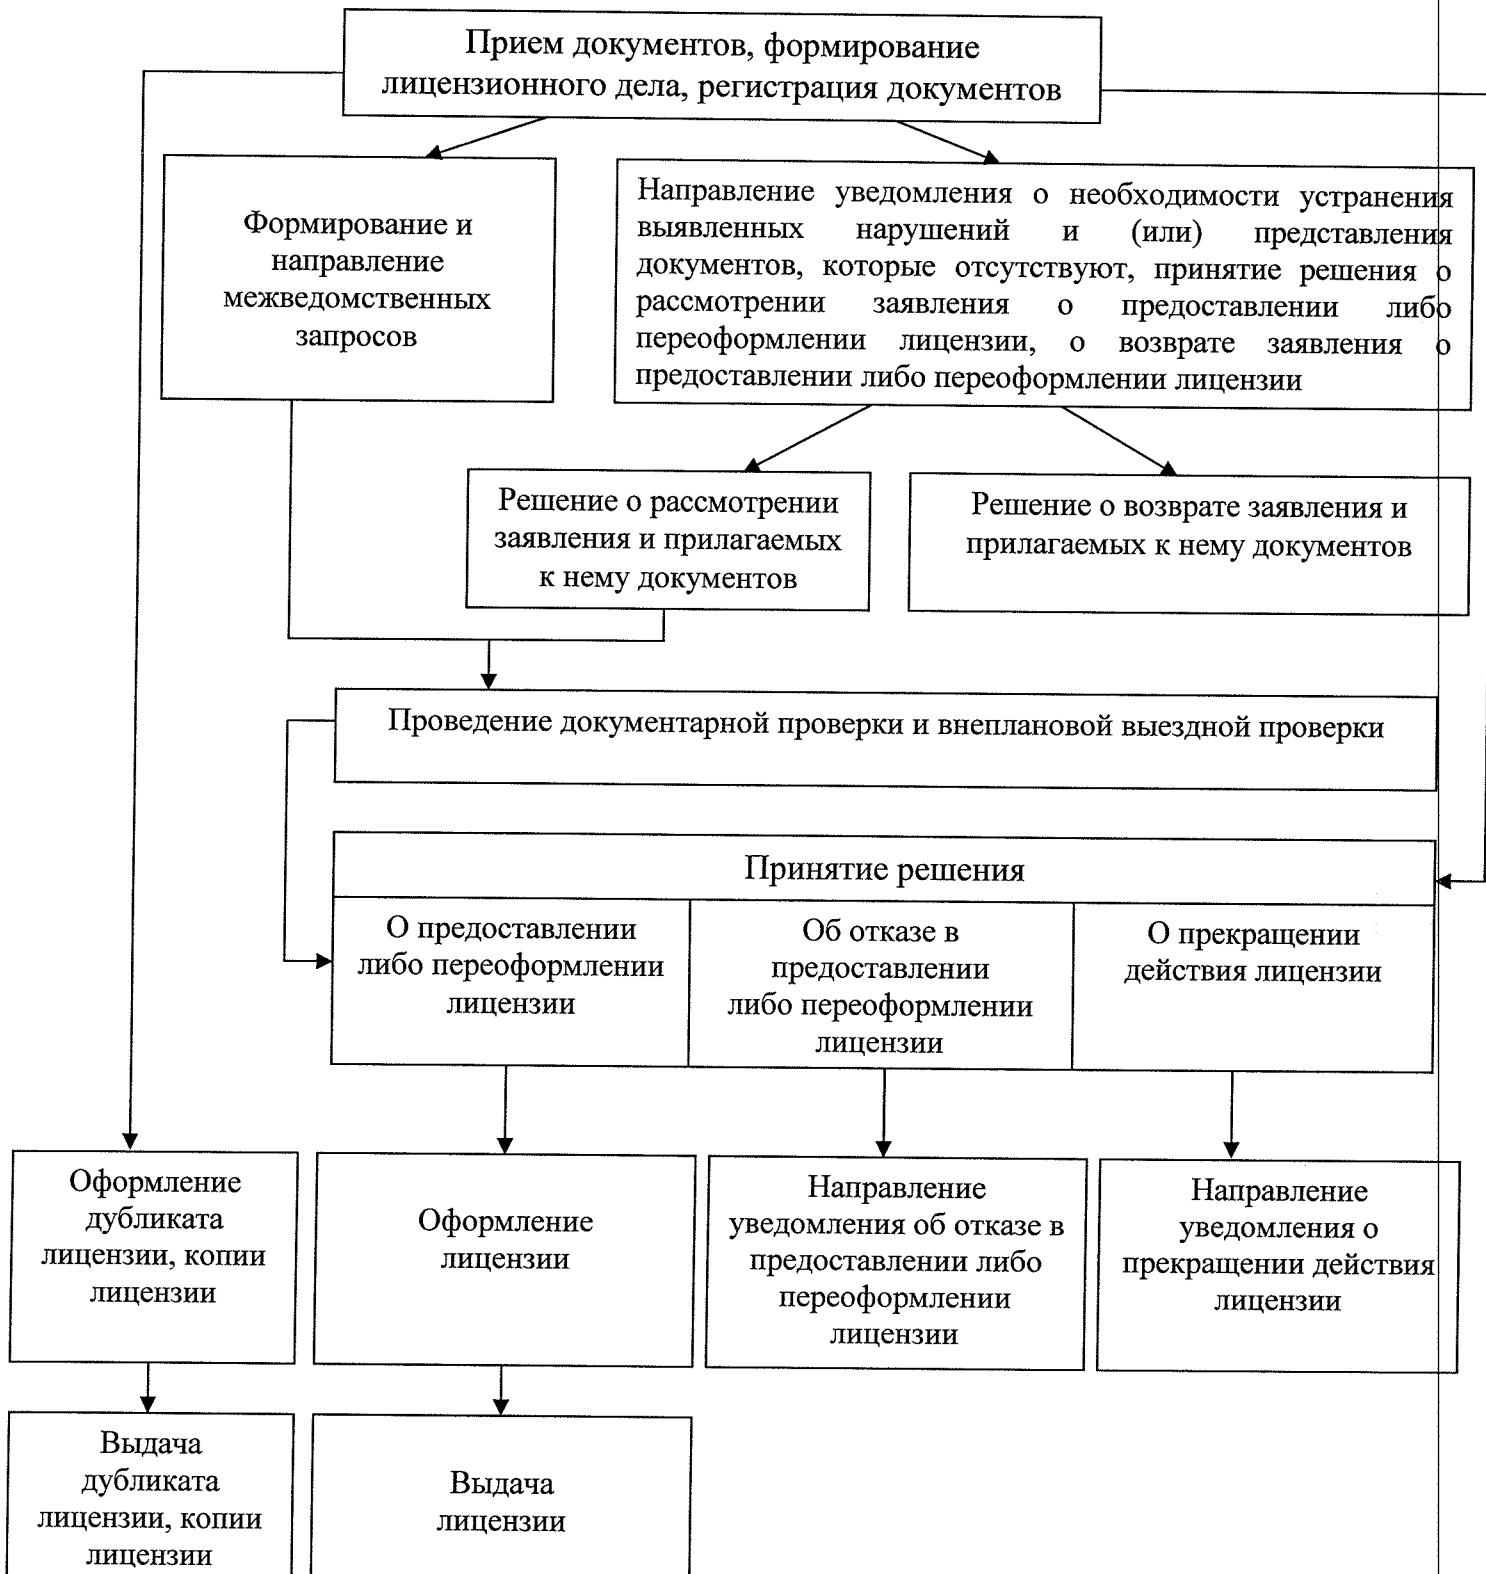 Прием документов, формирование
лицензионного дела, регистрация документов
Формирование и
направление
межведомственных
запросов
Направление уведомления о необходимости устранения
выявленных нарушений и (или) представления
документов, которые отсутствуют, принятие решения о
рассмотрении заявления о предоставлении либо
переоформлении лицензии, о возврате заявления о
предоставлении либо переоформлении лицензии
Решение о рассмотрении
заявления и прилагаемых
к нему документов
Решение о возврате заявления и
прилагаемых к нему документов
Проведение документарной проверки и внеплановой выездной проверки
Принятие решения
О предоставлении
либо переоформлении
лицензии
Об отказе в
предоставлении
либо переоформлении
лицензии
О прекращении
действия лицензии
Оформление
дубликата
лицензии, копии
лицензии
Оформление
лицензии
Направление
уведомления об отказе в
предоставлении либо
переоформлении
лицензии
Направление
уведомления о
прекращении действия
лицензии
Выдача
дубликата
лицензии, копии
лицензии
Выдача
лицензии